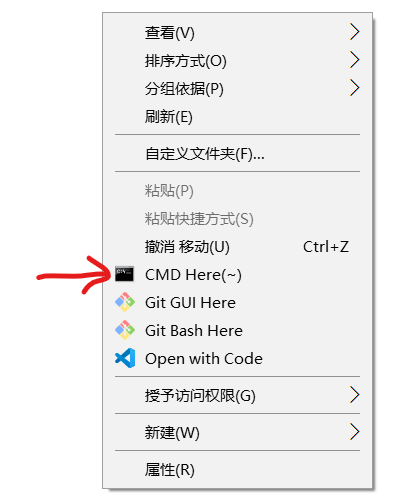 查看(V)
排序方式(O)
分组依据(P)
刷新(E)
自定义文件夹(F)...
粘贴(P)
粘贴快捷方式(S)
撤消 移动(U) Ctrl+Z
CMD Here(~)
Git GUI Here
Git Bash Here
Open with Code
授予访问权限(G)
新建(W)
属性(R)